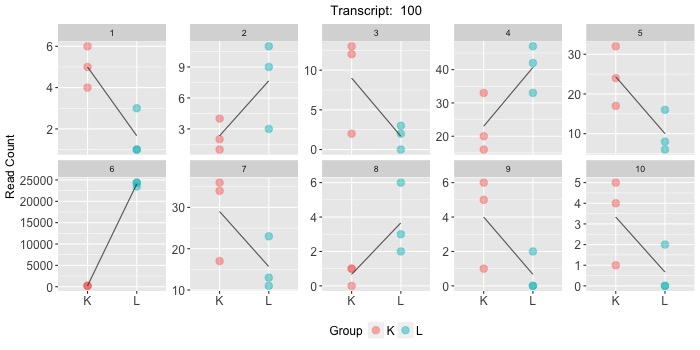 Transcript: 100
1 2 3 4 5
6 4 2
9 6 3
10 5 0
40 30 20
30 20 10
Read Count
6 7 8 9 10
25000 20000 15000 10000 5000 0
30 20 10
6 4 2 0
6 4 2 0
5 4 3 2 1 0
K L K L K L K L K L
Group K L